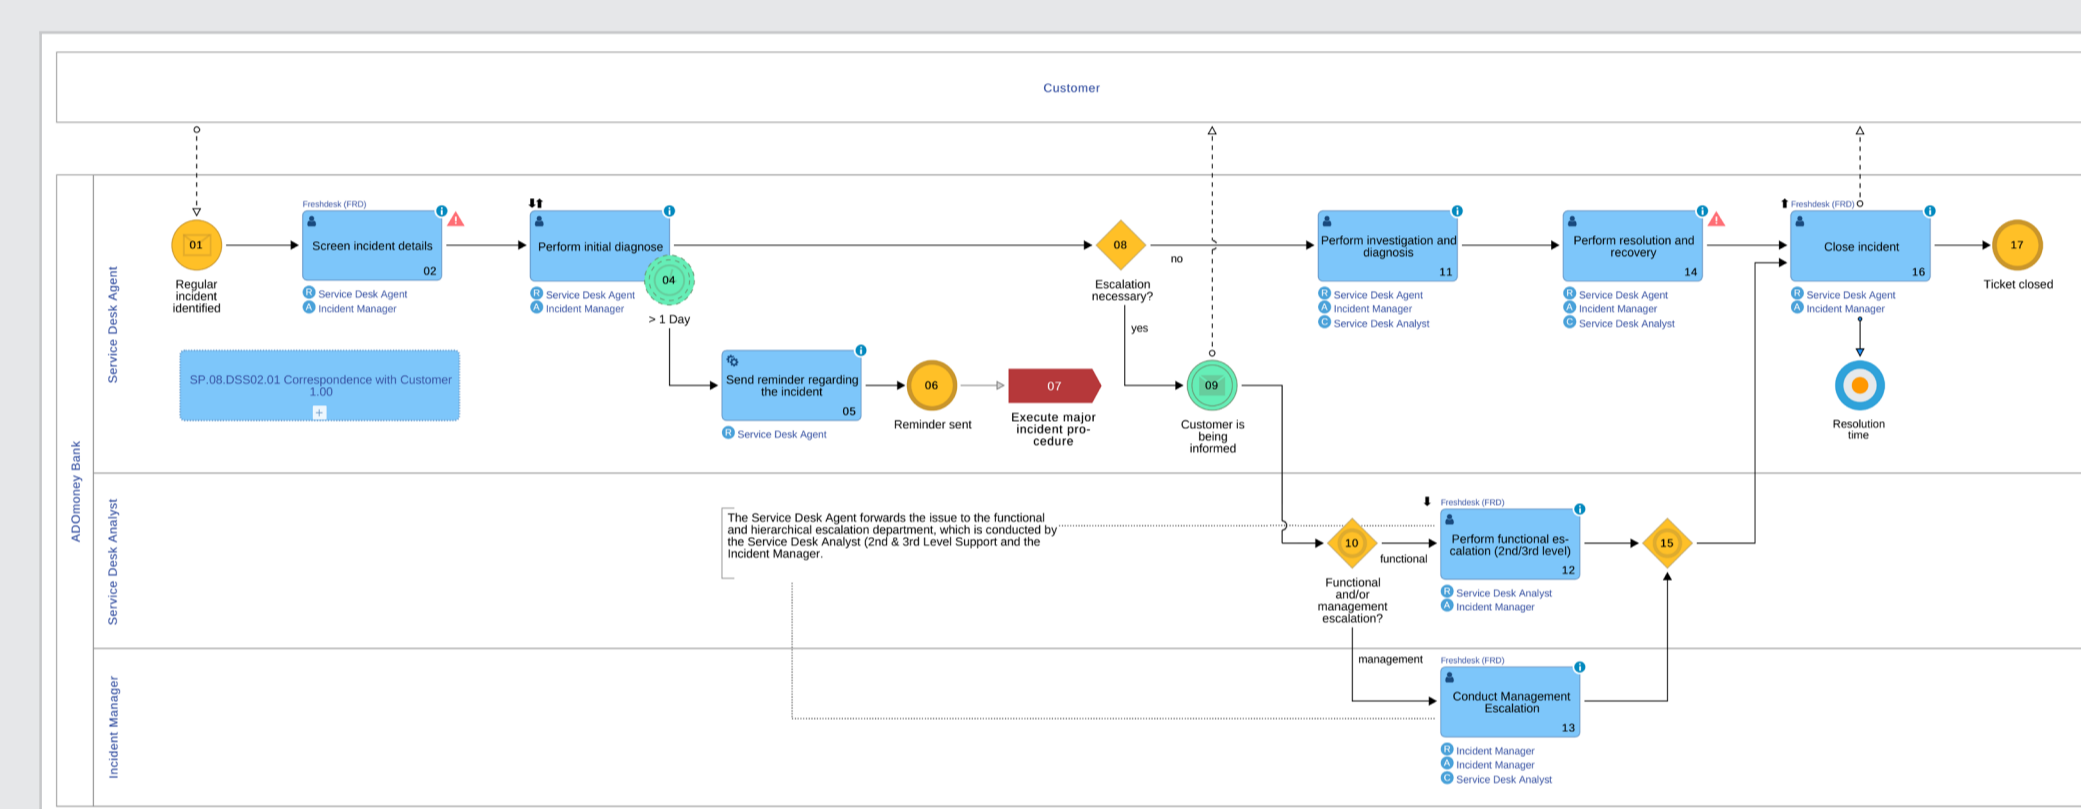 Customer
ADOmoney Bank
Service Desk Agent
01
Regular
incident
identified
Freshdesk (FRD)
Screen incident details
02
R Service Desk Agent
A Incident Manager
Perform initial diagnose
R Service Desk Agent
A Incident Manager
04
> 1 Day
SP.08.DSS02.01 Correspondence with Customer
1.00
Send reminder regarding
the incident
05
R Service Desk Agent
06
Reminder sent
07
Execute major
incident pro-
cedure
08
Escalation
necessary?
no
yes
09
Customer is
being
informed
Perform investigation and
diagnosis
11
R Service Desk Agent
A Incident Manager
C Service Desk Analyst
Perform resolution and
recovery
14
R Service Desk Agent
A Incident Manager
C Service Desk Analyst
Freshdesk (FRD)
Close incident
16
R Service Desk Agent
A Incident Manager
Resolution
time
17
Ticket closed
Service Desk Analyst
The Service Desk Agent forwards the issue to the functional
and hierarchical escalation department, which is conducted by
the Service Desk Analyst (2nd & 3rd Level Support and the
Incident Manager.
10
Functional
and/or
management
escalation?
functional
Freshdesk (FRD)
Perform functional es-
calation (2nd/3rd level)
12
R Service Desk Analyst
A Incident Manager
15
Incident Manager
management
Freshdesk (FRD)
Conduct Management
Escalation
13
R Incident Manager
A Incident Manager
C Service Desk Analyst